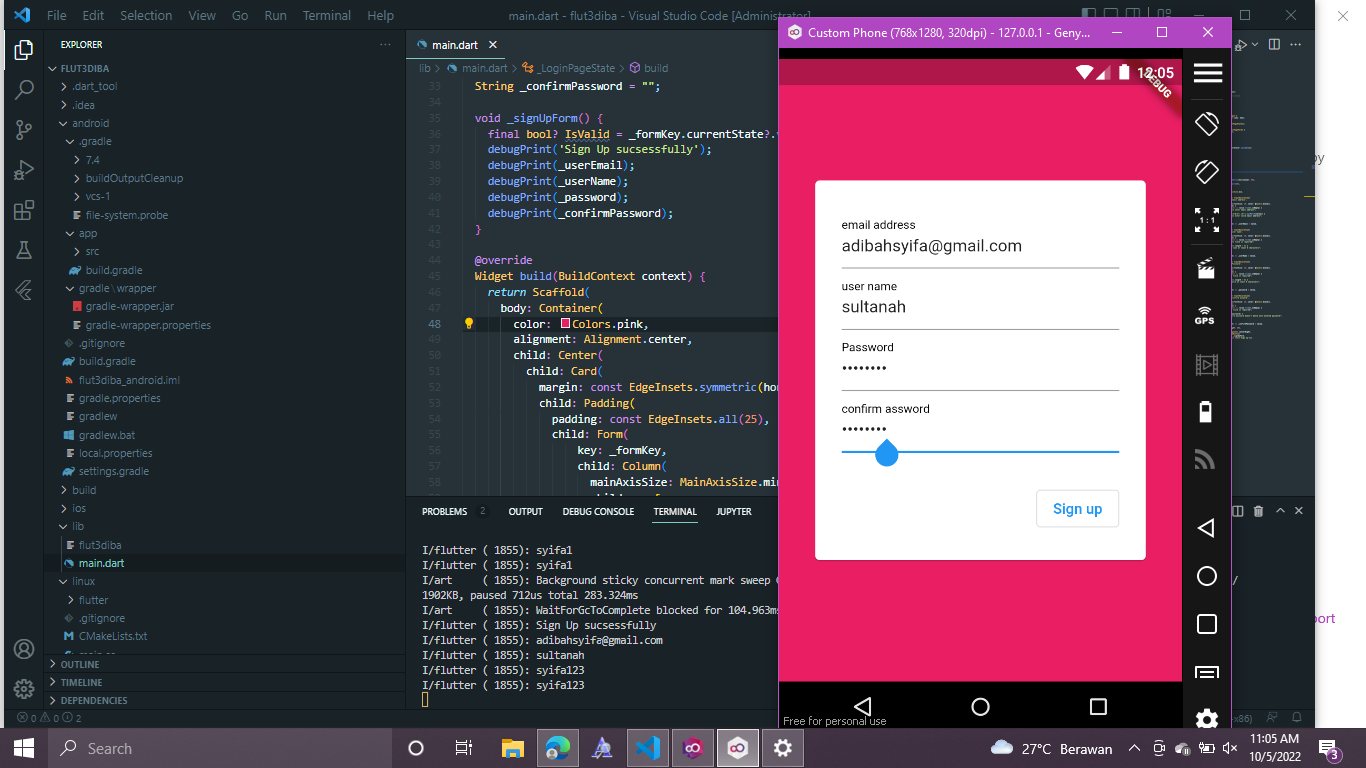 File Edit Selection View Go Run Terminal Help
main.dart - flut3diba - Visual Studio Code [Administrator]
EXPLORER
FLUT3DIBA
.dart_tool
.idea
android
.gradle
7.4
buildOutputCleanup
vcs-1
file-system.probe
app
src
build.gradle
gradle \ wrapper
gradle-wrapper.jar
gradle-wrapper.properties
.gitignore
build.gradle
flut3diba_android.iml
gradle.properties
gradlew
gradlew.bat
local.properties
settings.gradle
build
ios
lib
flut3diba
main.dart
linux
flutter
.gitignore
CMakeLists.txt
OUTLINE
TIMELINE
DEPENDENCIES
main.dart
lib > main.dart > _LoginPageState > build
33 String _confirmPassword = "";
34
35 void _signUpForm() {
36 final bool? IsValid = _formKey.currentState?.
37 debugPrint('Sign Up sucsessfully');
38 debugPrint(_userEmail);
39 debugPrint(_userName);
40 debugPrint(_password);
41 debugPrint(_confirmPassword);
42 }
43
44 @override
45 Widget build(BuildContext context) {
46 return Scaffold(
47 body: Container(
48 color: Colors.pink,
49 alignment: Alignment.center,
50 child: Center(
51 child: Card(
52 margin: const EdgeInsets.symmetric(ho
53 child: Padding(
54 padding: const EdgeInsets.all(25),
55 child: Form(
56 key: _formKey,
57 child: Column(
58 mainAxisSize: MainAxisSize.min
PROBLEMS 2 OUTPUT DEBUG CONSOLE TERMINAL JUPYTER
I/flutter ( 1855): syifa1
I/flutter ( 1855): syifa1
I/art ( 1855): Background sticky concurrent mark sweep
1902KB, paused 712us total 283.324ms
I/art ( 1855): WaitForGcToComplete blocked for 104.963ms
I/flutter ( 1855): Sign Up sucsessfully
I/flutter ( 1855): adibahsyifa@gmail.com
I/flutter ( 1855): sultanah
I/flutter ( 1855): syifa123
I/flutter ( 1855): syifa123
0 0 2
Custom Phone (768x1280, 320dpi) - 127.0.0.1 - Geny...
12:05
DEBUG
email address
adibahsyifa@gmail.com
user name
sultanah
Password
••••••••
confirm assword
••••••••
Sign up
Free for personal use
1 : 1
GPS
py
port
-x86)
Search
27°C Berawan
11:05 AM
10/5/2022
3